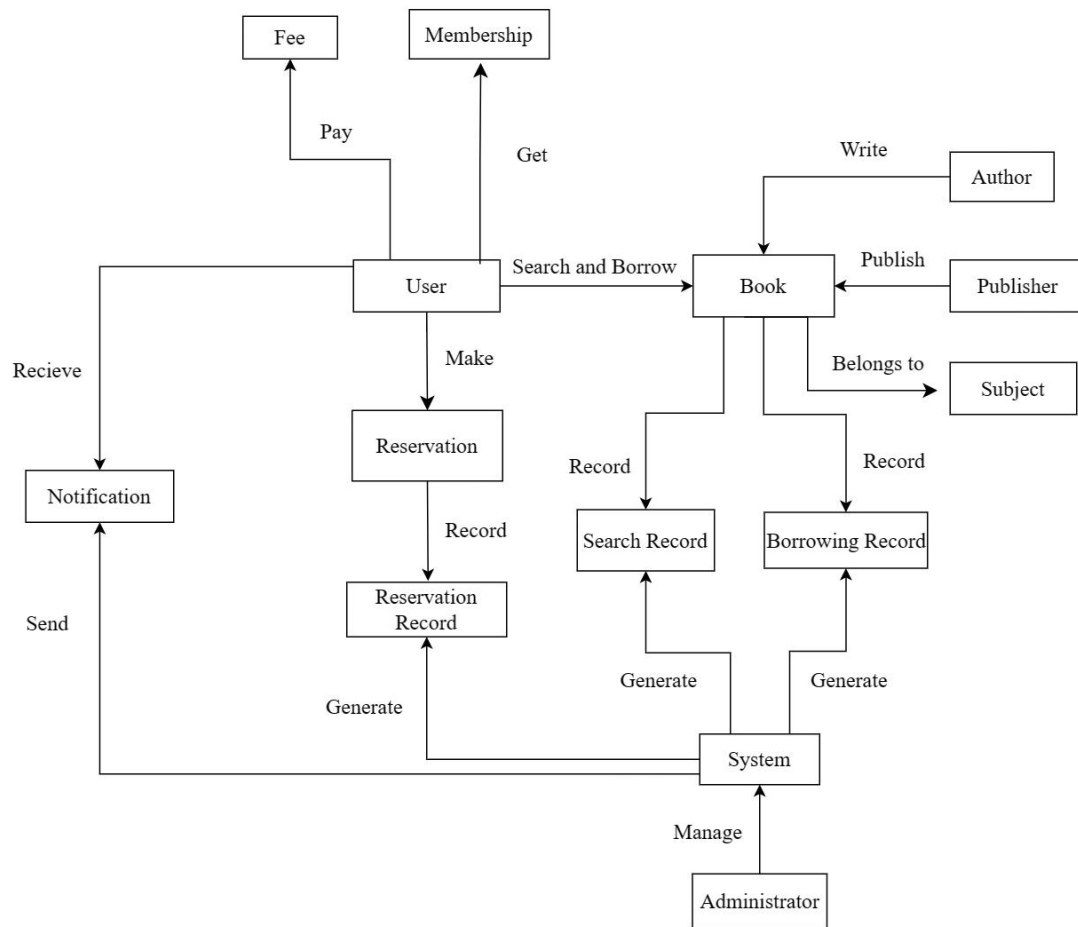 Fee
Membership
Pay
Get
Write
Author
Search and Borrow
Publish
User
Book
Publisher
Make
Belongs to
Recieve
Subject
Reservation
Record
Record
Notification
Record
Search Record
Borrowing Record
Reservation
Record
Send
Generate
Generate
Generate
System
Manage
Administrator